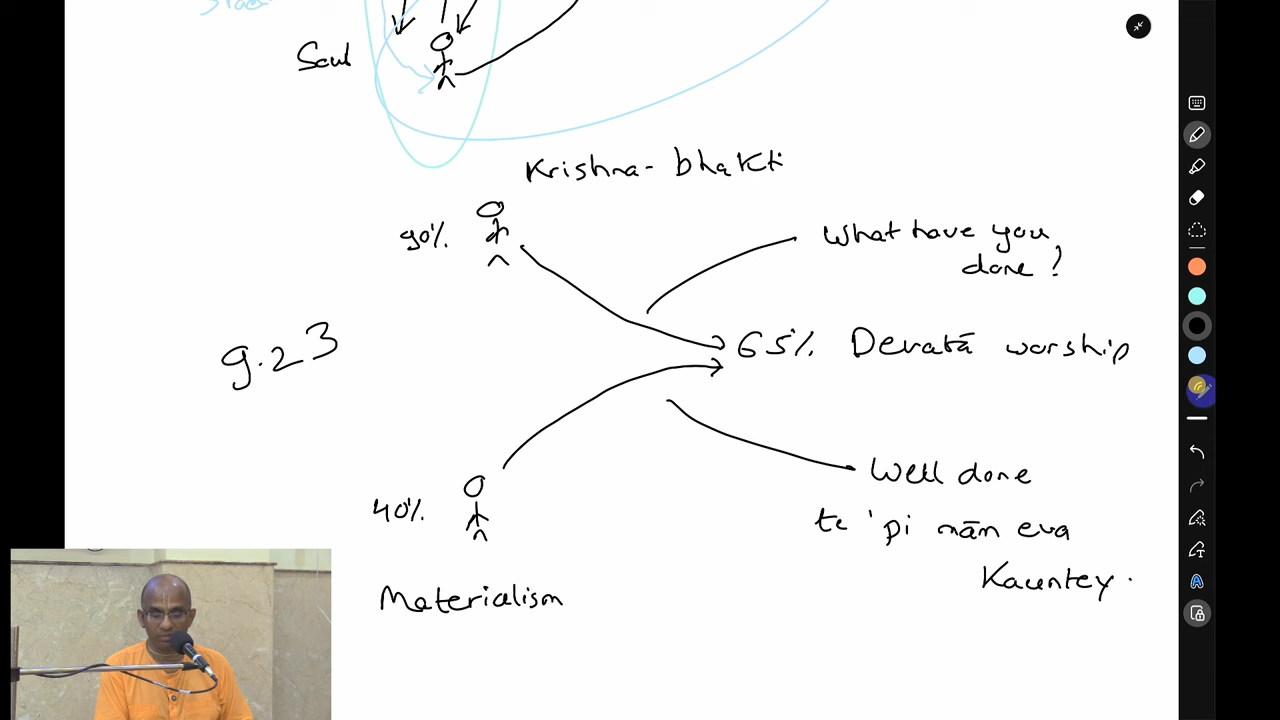 Soul
Krishna-bhakti
90%
What have you
done?
9.23
65% Devatā worship
40%
Well done
te 'pi mām eva
Kauntey.
Materialism